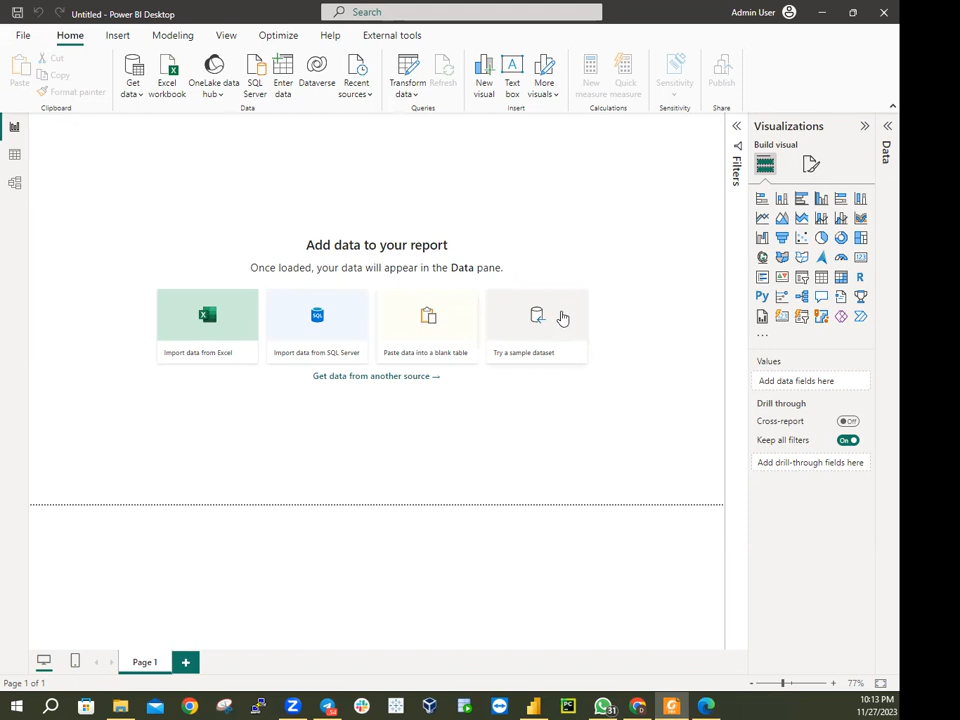 Untitled - Power BI Desktop
Search
Admin User
File
Home
Insert
Modeling
View
Optimize
Help
External tools
Paste
Cut
Copy
Format painter
Clipboard
Get data
Excel workbook
OneLake data hub
SQL Server
Enter data
Dataverse
Recent sources
Data
Transform data
Refresh
Queries
New visual
Text box
More visuals
Insert
New measure
Quick measure
Calculations
Sensitivity
Sensitivity
Publish
Share
Filters
Visualizations
Build visual
Data
Add data to your report
Once loaded, your data will appear in the Data pane.
Import data from Excel
Import data from SQL Server
Paste data into a blank table
Try a sample dataset
Get data from another source →
Values
Add data fields here
Drill through
Cross-report
Off
Keep all filters
On
Add drill-through fields here
Page 1
Page 1 of 1
77%
31
10:13 PM
11/27/2023